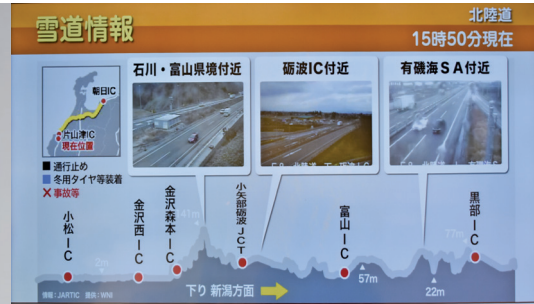 雪道情報
北陸道
15時50分現在
石川・富山県境付近
砺波IC付近
有磯海SA付近
朝日IC
片山津IC
現在位置
通行止め
冬用タイヤ等装着
事故等
小松IC
金沢西IC
金沢森本IC
小矢部砺波JCT
富山IC
黒部IC
57m
22m
下り 新潟方面
情報：JARTIC 提供：WNI